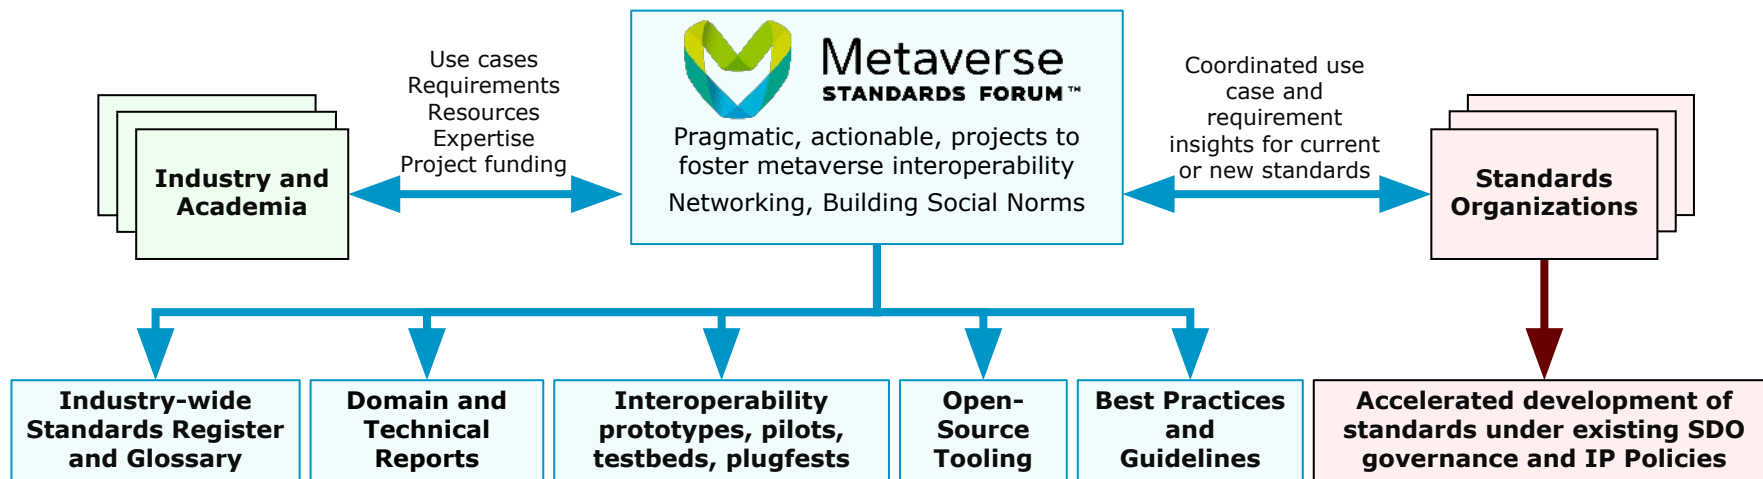 Use cases
Requirements
Resources
Expertise
Project funding
Industry and
Academia
Metaverse
STANDARDS FORUM™
Pragmatic, actionable, projects to
foster metaverse interoperability
Networking, Building Social Norms
Coordinated use
case and
requirement
insights for current
or new standards
Standards
Organizations
Industry-wide
Standards Register
and Glossary
Domain and
Technical
Reports
Interoperability
prototypes, pilots,
testbeds, plugfests
Open-
Source
Tooling
Best Practices
and
Guidelines
Accelerated development of
standards under existing SDO
governance and IP Policies